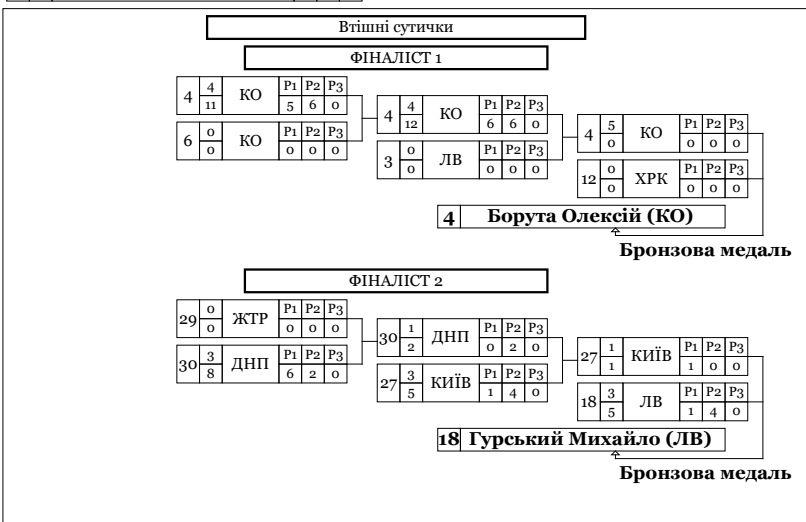 Втішні сутички
ФІНАЛІСТ 1
4 4 КО P1 P2 P3
11 5 6 0
6 0 КО P1 P2 P3
0 0 0 0
4 4 КО P1 P2 P3
12 6 6 0
3 0 ЛВ P1 P2 P3
0 0 0 0
4 5 КО P1 P2 P3
0 0 0 0
12 0 ХРК P1 P2 P3
0 0 0 0
4 Борута Олексій (КО)
Бронзова медаль
ФІНАЛІСТ 2
29 0 ЖТР P1 P2 P3
0 0 0 0
30 3 ДНП P1 P2 P3
8 6 2 0
30 1 ДНП P1 P2 P3
2 0 2 0
27 3 КИЇВ P1 P2 P3
5 1 4 0
27 1 КИЇВ P1 P2 P3
1 1 0 0
18 3 ЛВ P1 P2 P3
5 1 4 0
18 Гурський Михайло (ЛВ)
Бронзова медаль